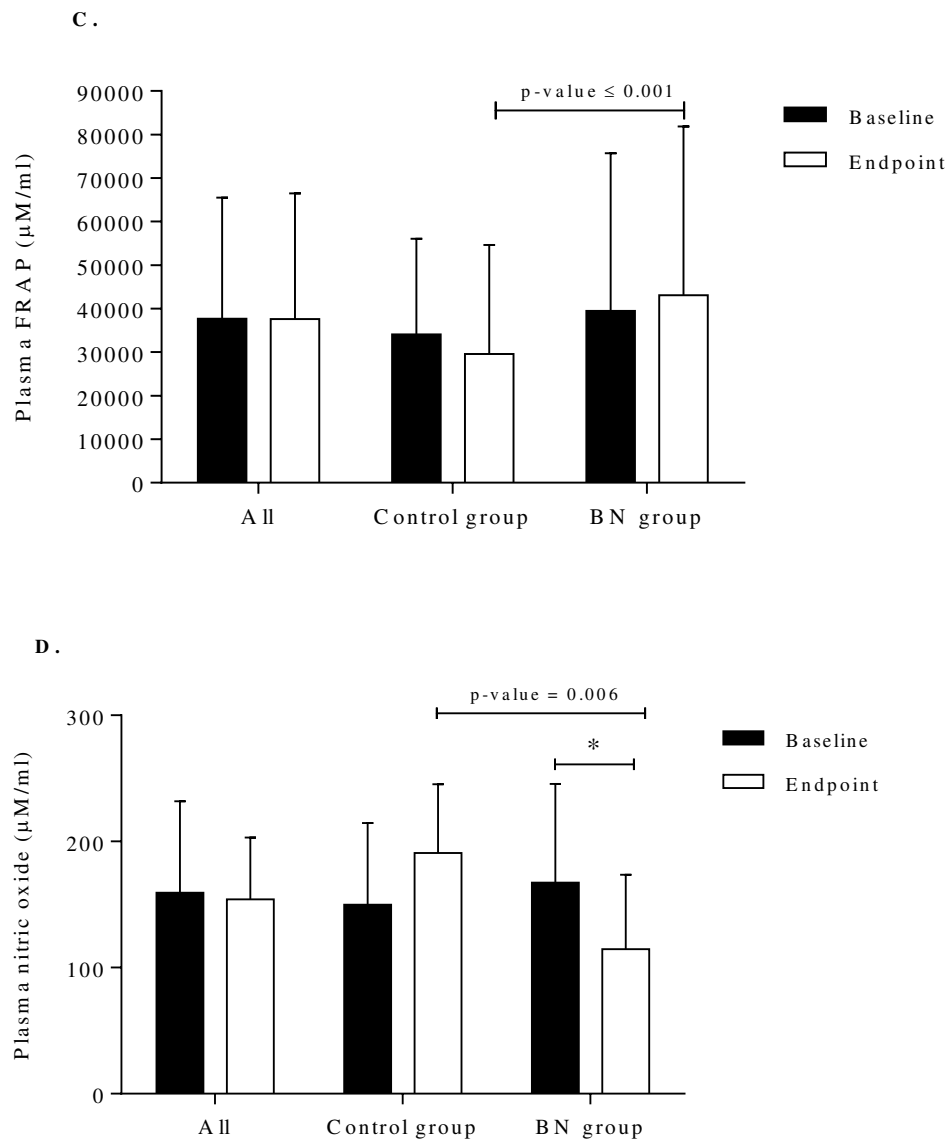 C.
p-value ≤ 0.001
Plasma FRAP (µM/ml)
90000
80000
70000
60000
50000
40000
30000
20000
10000
0
All
Control group
BN group
Baseline
Endpoint
D.
p-value = 0.006
*
Plasma nitric oxide (µM/ml)
300
200
100
0
All
Control group
BN group
Baseline
Endpoint